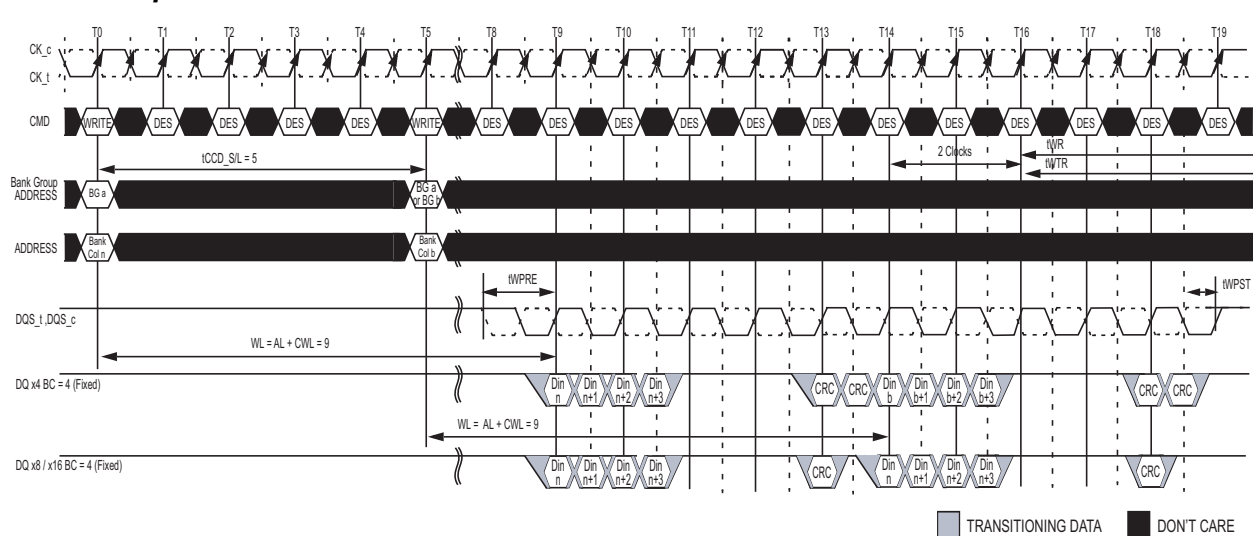 T0 T1 T2 T3 T4 T5 T8 T9 T10 T11 T12 T13 T14 T15 T16 T17 T18 T19
CK_c
CK_t
CMD WRITE DES DES DES DES WRITE DES DES DES DES DES DES DES DES DES DES DES DES
tCCD_S/L = 5
2 Clocks
tWR
tWTR
Bank Group
ADDRESS
BG a
BG a
or BG b
ADDRESS
Bank
Col n
Bank
Col b
tWPRE
tWPST
DQS_t ,DQS_c
WL = AL + CWL = 9
DQ x4 BC = 4 (Fixed)
Din Din Din Din CRC CRC Din Din Din Din CRC CRC
n n+1 n+2 n+3 b b+1 b+2 b+3
WL = AL + CWL = 9
DQ x8 / x16 BC = 4 (Fixed)
Din Din Din Din CRC Din Din Din Din CRC
n n+1 n+2 n+3 n n+1 n+2 n+3
TRANSITIONING DATA DON'T CARE